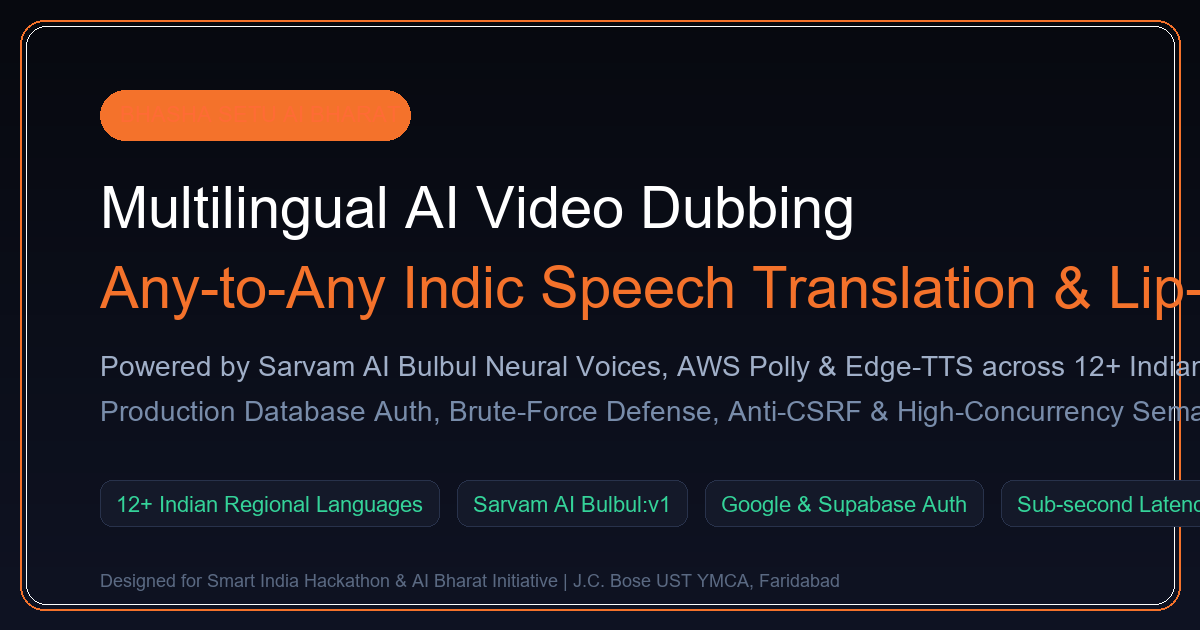 Multilingual AI Video Dubbing
Any-to-Any Indic Speech Translation & Lip-
Powered by Sarvam AI Bulbul Neural Voices, AWS Polly & Edge-TTS across 12+ Indian
Production Database Auth, Brute-Force Defense, Anti-CSRF & High-Concurrency Sema
12+ Indian Regional Languages Sarvam AI Bulbul:v1 Google & Supabase Auth Sub-second Latenc
Designed for Smart India Hackathon & AI Bharat Initiative | J.C. Bose UST YMCA, Faridabad